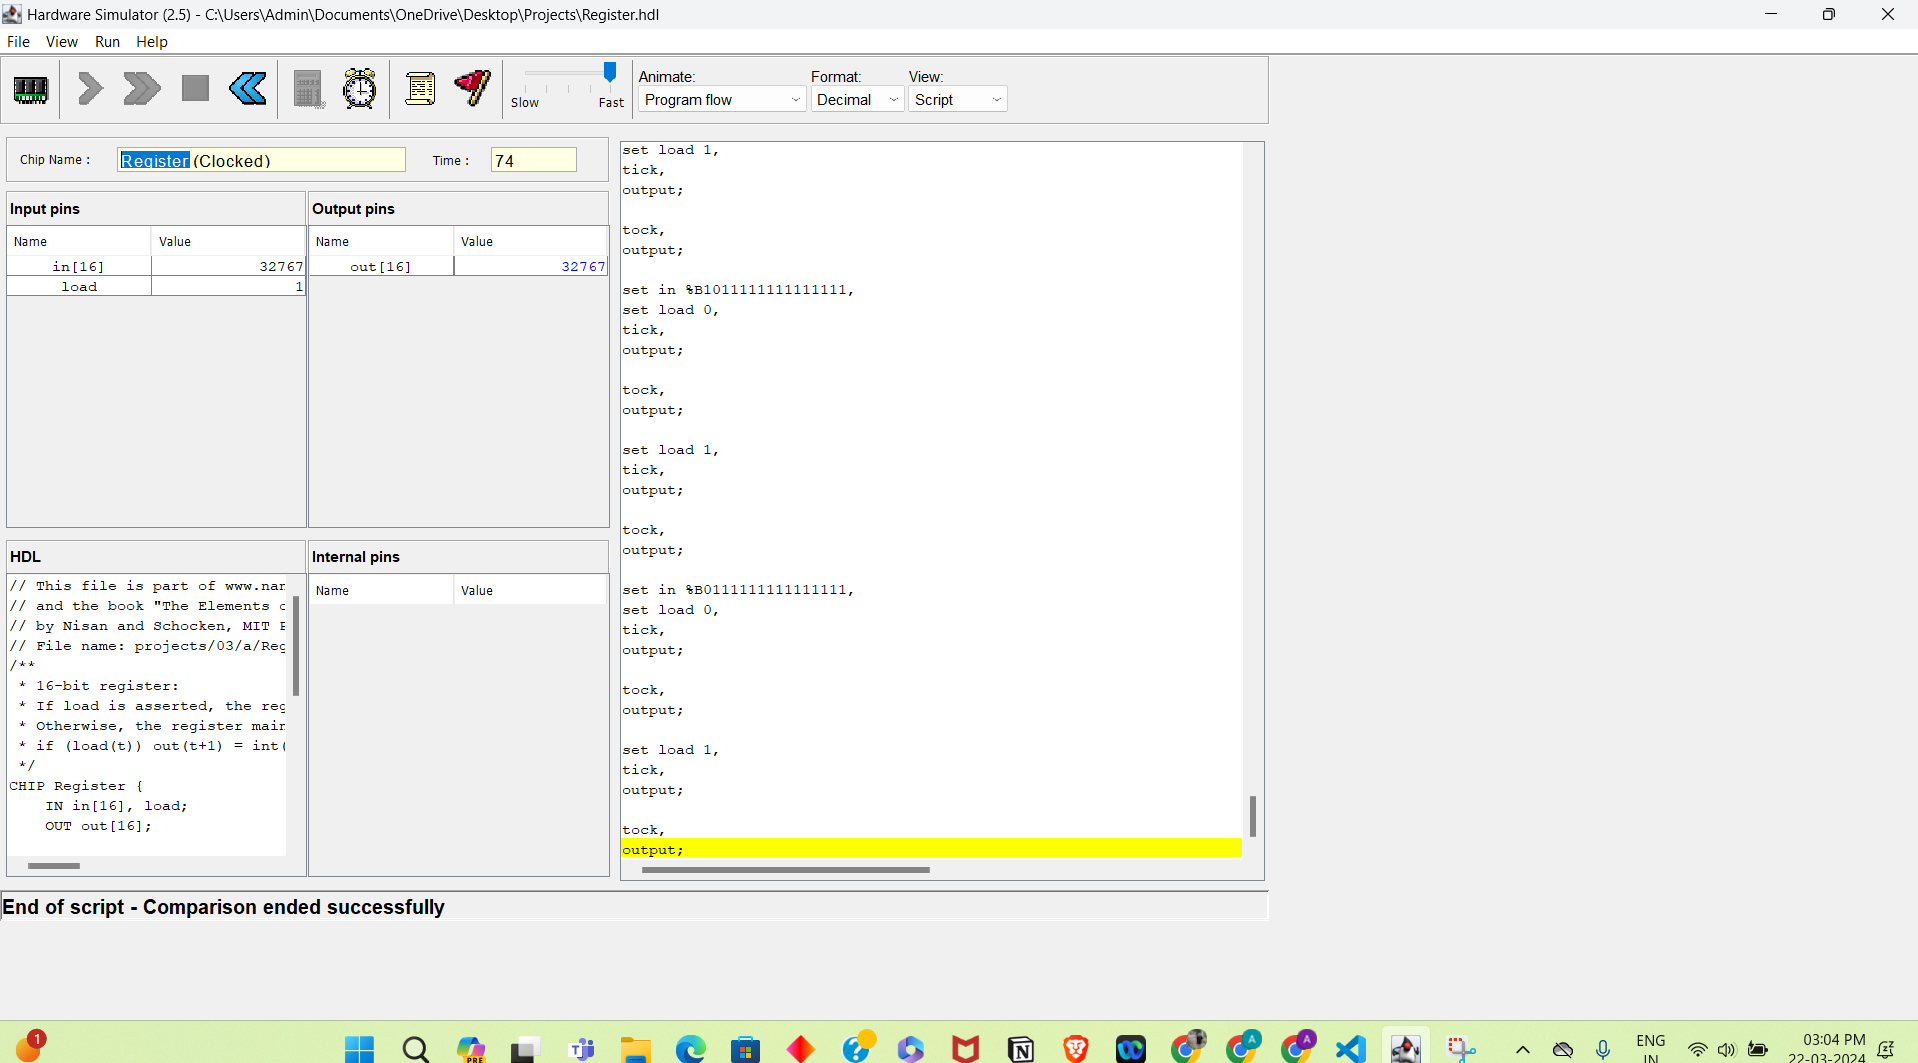 Hardware Simulator (2.5) - C:\Users\Admin\Documents\OneDrive\Desktop\Projects\Register.hdl
File View Run Help
Slow Fast
Animate: Format: View:
Program flow Decimal Script
Chip Name : Register (Clocked) Time : 74
Input pins
Name Value
in[16] 32767
load 1
Output pins
Name Value
out[16] 32767
HDL
// This file is part of www.nan
// and the book "The Elements o
// by Nisan and Schocken, MIT P
// File name: projects/03/a/Reg
/**
* 16-bit register:
* If load is asserted, the reg
* Otherwise, the register main
* if (load(t)) out(t+1) = int(
*/
CHIP Register {
IN in[16], load;
OUT out[16];
Internal pins
Name Value
set load 1,
tick,
output;
tock,
output;
set in %B1011111111111111,
set load 0,
tick,
output;
tock,
output;
set load 1,
tick,
output;
tock,
output;
set in %B0111111111111111,
set load 0,
tick,
output;
tock,
output;
set load 1,
tick,
output;
tock,
output;
End of script - Comparison ended successfully
1
PRE
A
A
ENG
IN
03:04 PM
22-03-2024